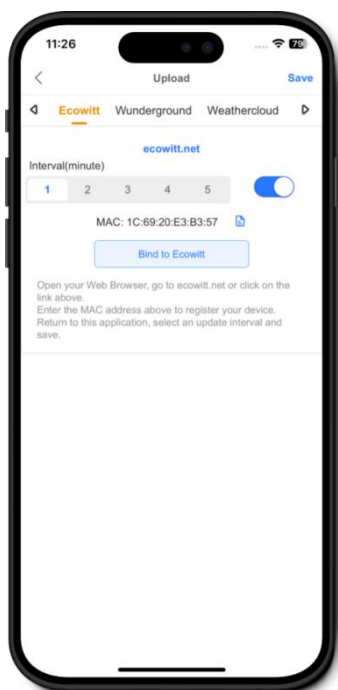 11:26
79
Upload
Save
Ecowitt Wunderground Weathercloud
ecowitt.net
Interval(minute)
1 2 3 4 5
MAC: 1C:69:20:E3:B3:57
Bind to Ecowitt
Open your Web Browser, go to ecowitt.net or click on the
link above.
Enter the MAC address above to register your device.
Return to this application, select an update interval and
save.